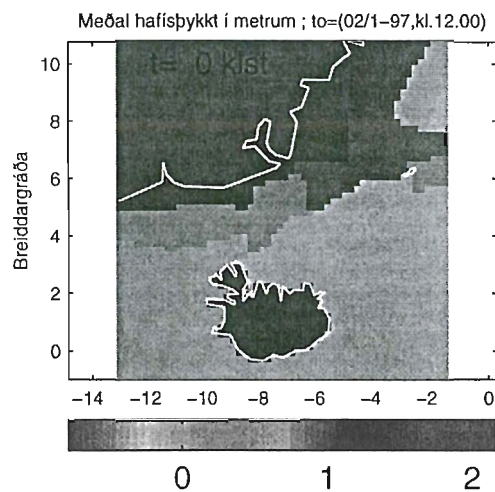 Meðal hafísþykkt í metrum ; to=(02/1−97,kl.12.00)
t= 0 klst
10
8
6
4
2
0
Breiddargráða
−14 −12 −10 −8 −6 −4 −2 0
0 1 2